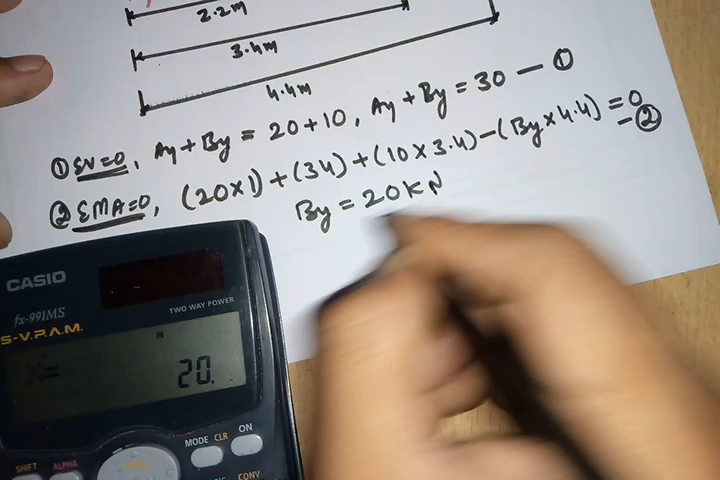 2.2m
3.4m
4.4m
① ΣV=0, Ay + By = 20+10, Ay + By = 30 — ①
② ΣMA=0, (20×1) + (34) + (10×3.4) - (By×4.4) = 0 - ②
By = 20KN
CASIO
fx-991MS
TWO WAY POWER
S-V.P.A.M.
X=
20.
MODE CLR ON
SHIFT ALPHA
CONV